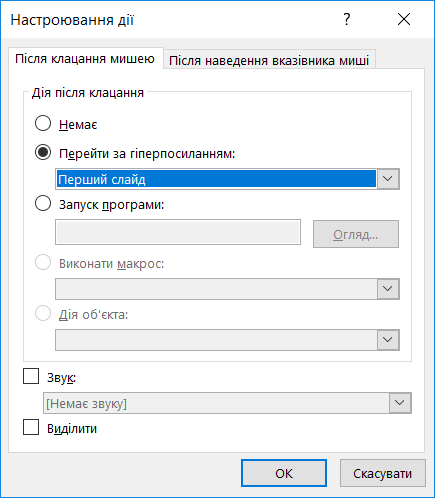 Настроювання дії
?
Після клацання мишею
Після наведення вказівника миші
Дія після клацання
Немає
Перейти за гіперпосиланням:
Перший слайд
Запуск програми:
Огляд...
Виконати макрос:
Дія об'єкта:
Звук:
[Немає звуку]
Виділити
ОК
Скасувати